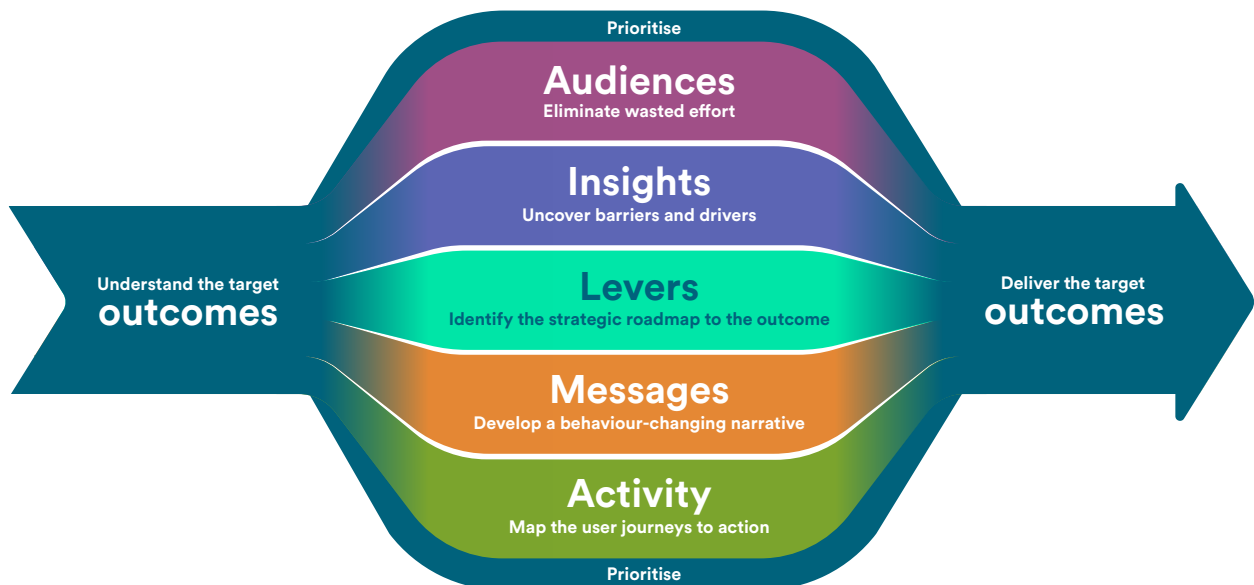 Prioritise
Audiences
Eliminate wasted effort
Insights
Uncover barriers and drivers
Understand the target
outcomes
Levers
Identify the strategic roadmap to the outcome
Deliver the target
outcomes
Messages
Develop a behaviour-changing narrative
Activity
Map the user journeys to action
Prioritise